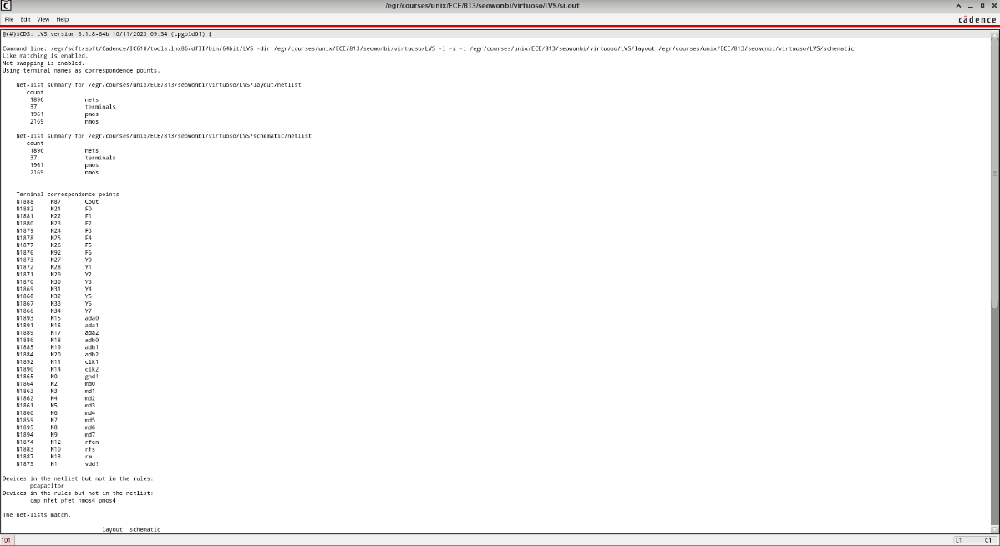 /egr/courses/unix/ECE/813/seowonbi/virtuoso/LVS/si.out
File Edit View Help
cādence
@(#)$CDS: LVS version 6.1.8-64b 10/11/2023 09:34 (cpgbld01) $
Command line: /egr/soft/soft/Cadence/IC618/tools.lnx86/dfII/bin/64bit/LVS -dir /egr/courses/unix/ECE/813/seowonbi/virtuoso/LVS -l -s -t /egr/courses/unix/ECE/813/seowonbi/virtuoso/LVS/layout /egr/courses/unix/ECE/813/seowonbi/virtuoso/LVS/schematic
Like matching is enabled.
Net swapping is enabled.
Using terminal names as correspondence points.
Net-list summary for /egr/courses/unix/ECE/813/seowonbi/virtuoso/LVS/layout/netlist
count
1896 nets
37 terminals
1961 pmos
2169 nmos
Net-list summary for /egr/courses/unix/ECE/813/seowonbi/virtuoso/LVS/schematic/netlist
count
1896 nets
37 terminals
1961 pmos
2169 nmos
Terminal correspondence points
N1888 N87 Cout
N1882 N21 F0
N1881 N22 F1
N1880 N23 F2
N1879 N24 F3
N1878 N25 F4
N1877 N26 F5
N1876 N92 F6
N1873 N27 Y0
N1872 N28 Y1
N1871 N29 Y2
N1870 N30 Y3
N1869 N31 Y4
N1868 N32 Y5
N1867 N33 Y6
N1866 N34 Y7
N1893 N15 ada0
N1891 N16 ada1
N1889 N17 ada2
N1886 N18 adb0
N1885 N19 adb1
N1884 N20 adb2
N1892 N11 clk1
N1890 N14 clk2
N1865 N0 gnd!
N1864 N2 md0
N1863 N3 md1
N1862 N4 md2
N1861 N5 md3
N1860 N6 md4
N1859 N7 md5
N1895 N8 md6
N1894 N9 md7
N1874 N12 rfen
N1883 N10 rfs
N1887 N13 rw
N1875 N1 vdd!
Devices in the netlist but not in the rules:
pcapacitor
Devices in the rules but not in the netlist:
cap nfet pfet nmos4 pmos4
The net-lists match.
layout schematic
101 L1 C1